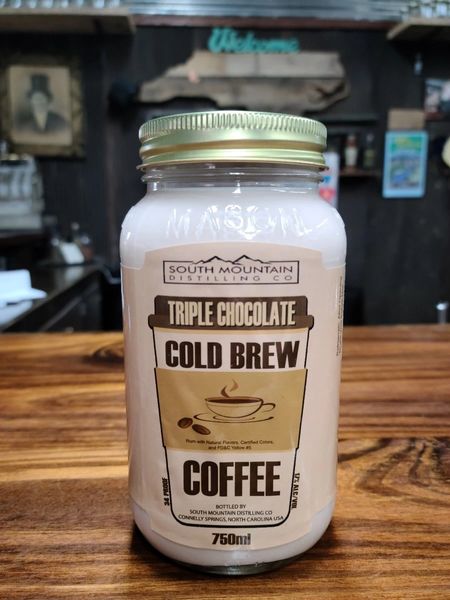 Welcome
MASON
SOUTH MOUNTAIN
DISTILLING CO
TRIPLE CHOCOLATE
COLD BREW
Rum with Natural Flavors, Certified Colors,
and FD&C Yellow #5
COFFEE
34 PROOF
17% ALC/VOL
BOTTLED BY
SOUTH MOUNTAIN DISTILLING CO
CONNELLY SPRINGS, NORTH CAROLINA USA
750ml